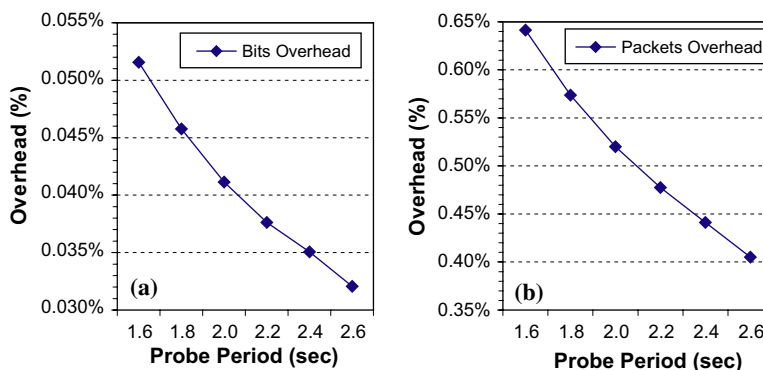 0.055%
0.050%
0.045%
0.040%
0.035%
0.030%
Overhead (%)
Bits Overhead
(a)
1.6 1.8 2.0 2.2 2.4 2.6
Probe Period (sec)
0.65%
0.60%
0.55%
0.50%
0.45%
0.40%
0.35%
Overhead (%)
Packets Overhead
(b)
1.6 1.8 2.0 2.2 2.4 2.6
Probe Period (sec)